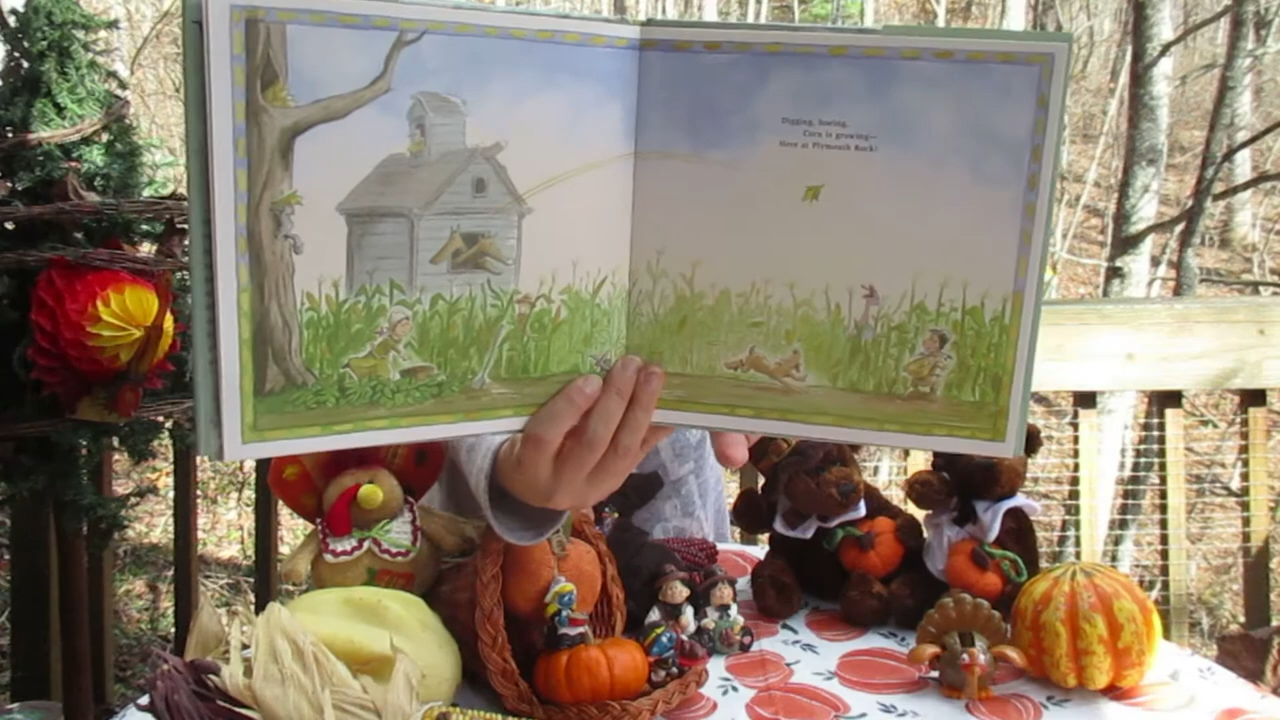 Digging, hoeing,
Corn is growing—
Here at Plymouth Rock!